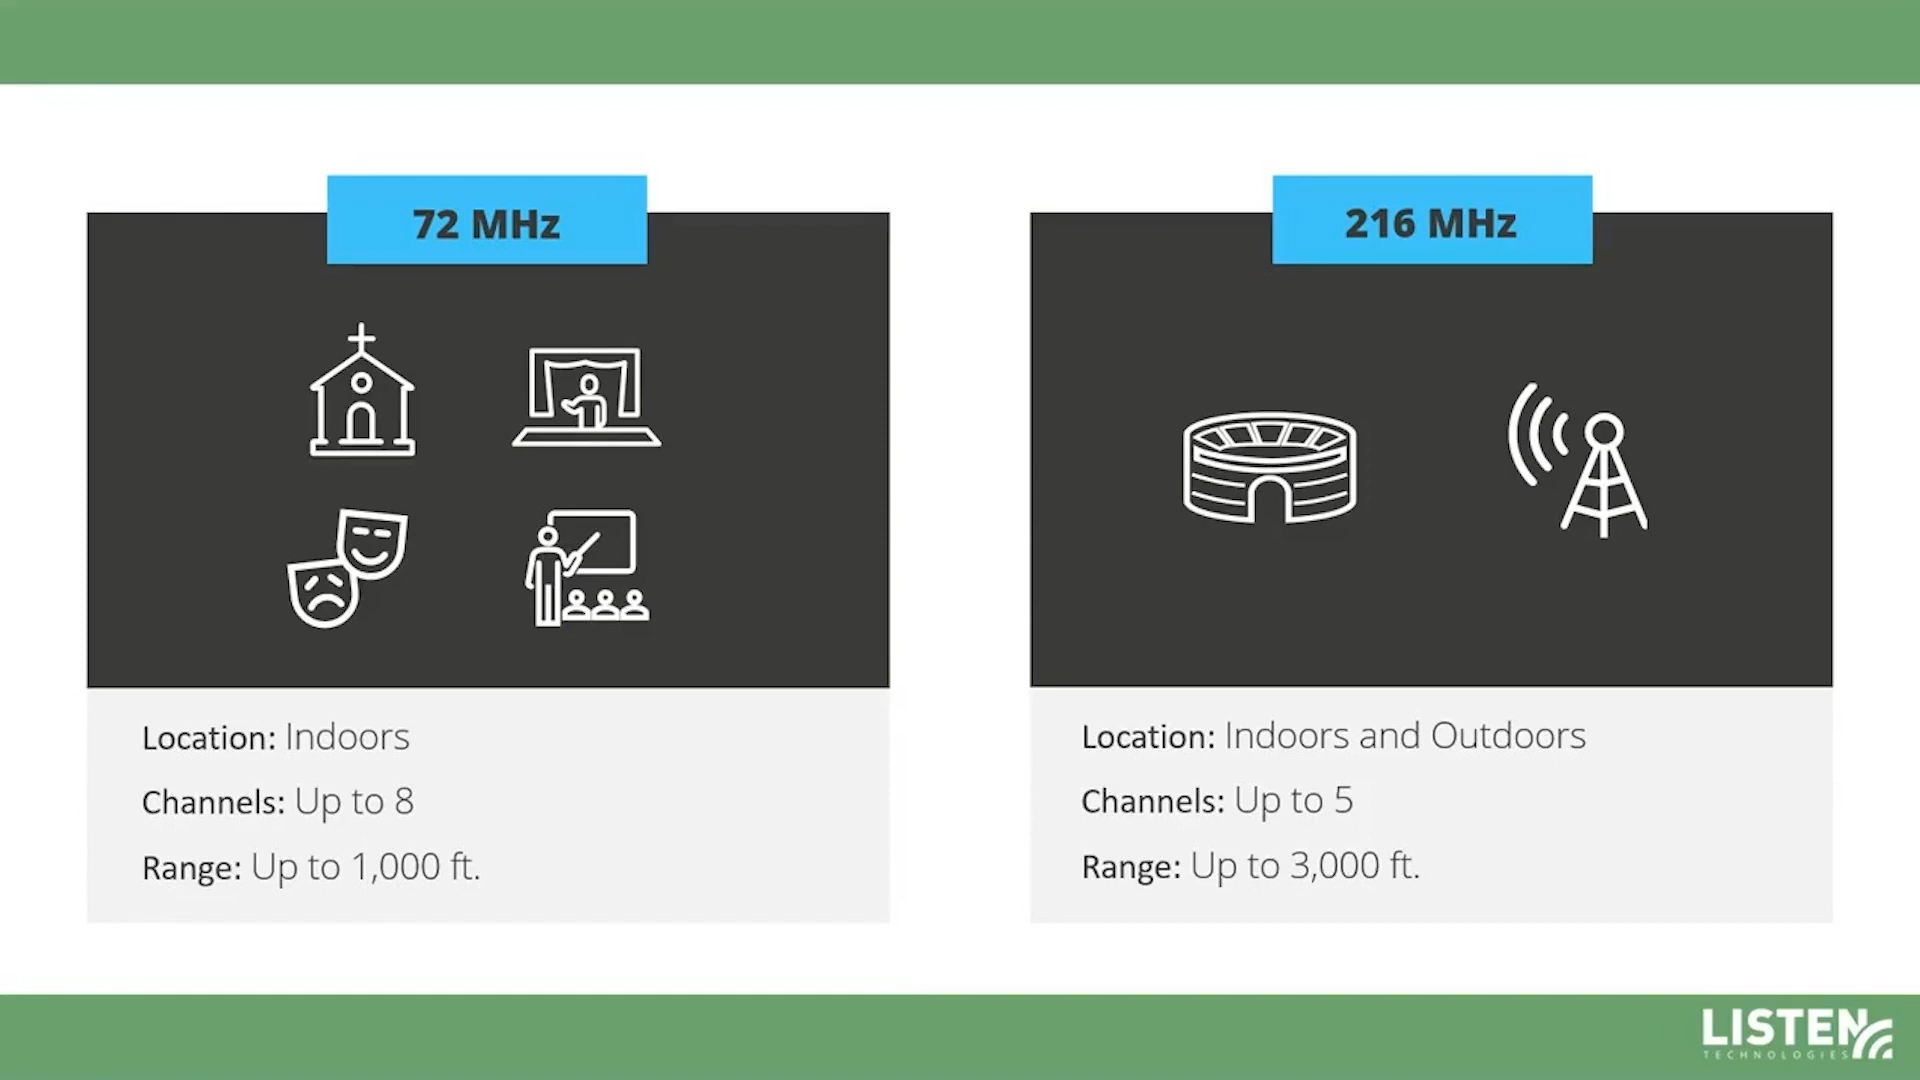 72 MHz
Location: Indoors
Channels: Up to 8
Range: Up to 1,000 ft.
216 MHz
Location: Indoors and Outdoors
Channels: Up to 5
Range: Up to 3,000 ft.
LISTEN
TECHNOLOGIES